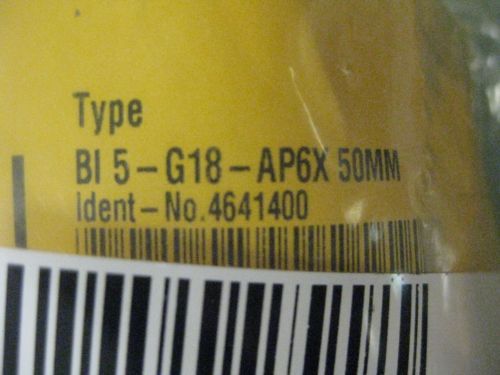 Type
BI 5-G18-AP6X 50MM
Ident-No.4641400